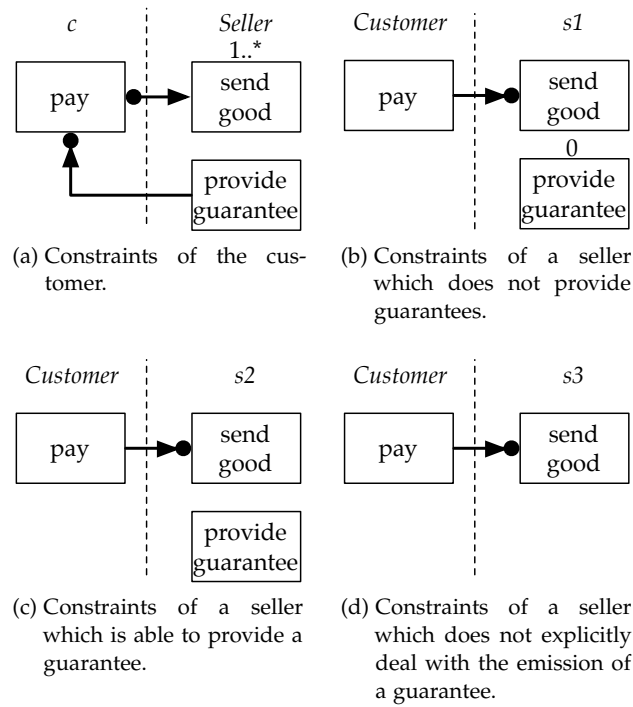 c Seller
1..*
pay
send
good
provide
guarantee
(a) Constraints of the cus-
tomer.
Customer s1
pay
send
good
0
provide
guarantee
(b) Constraints of a seller
which does not provide
guarantees.
Customer s2
pay
send
good
provide
guarantee
(c) Constraints of a seller
which is able to provide a
guarantee.
Customer s3
pay
send
good
(d) Constraints of a seller
which does not explicitly
deal with the emission of
a guarantee.